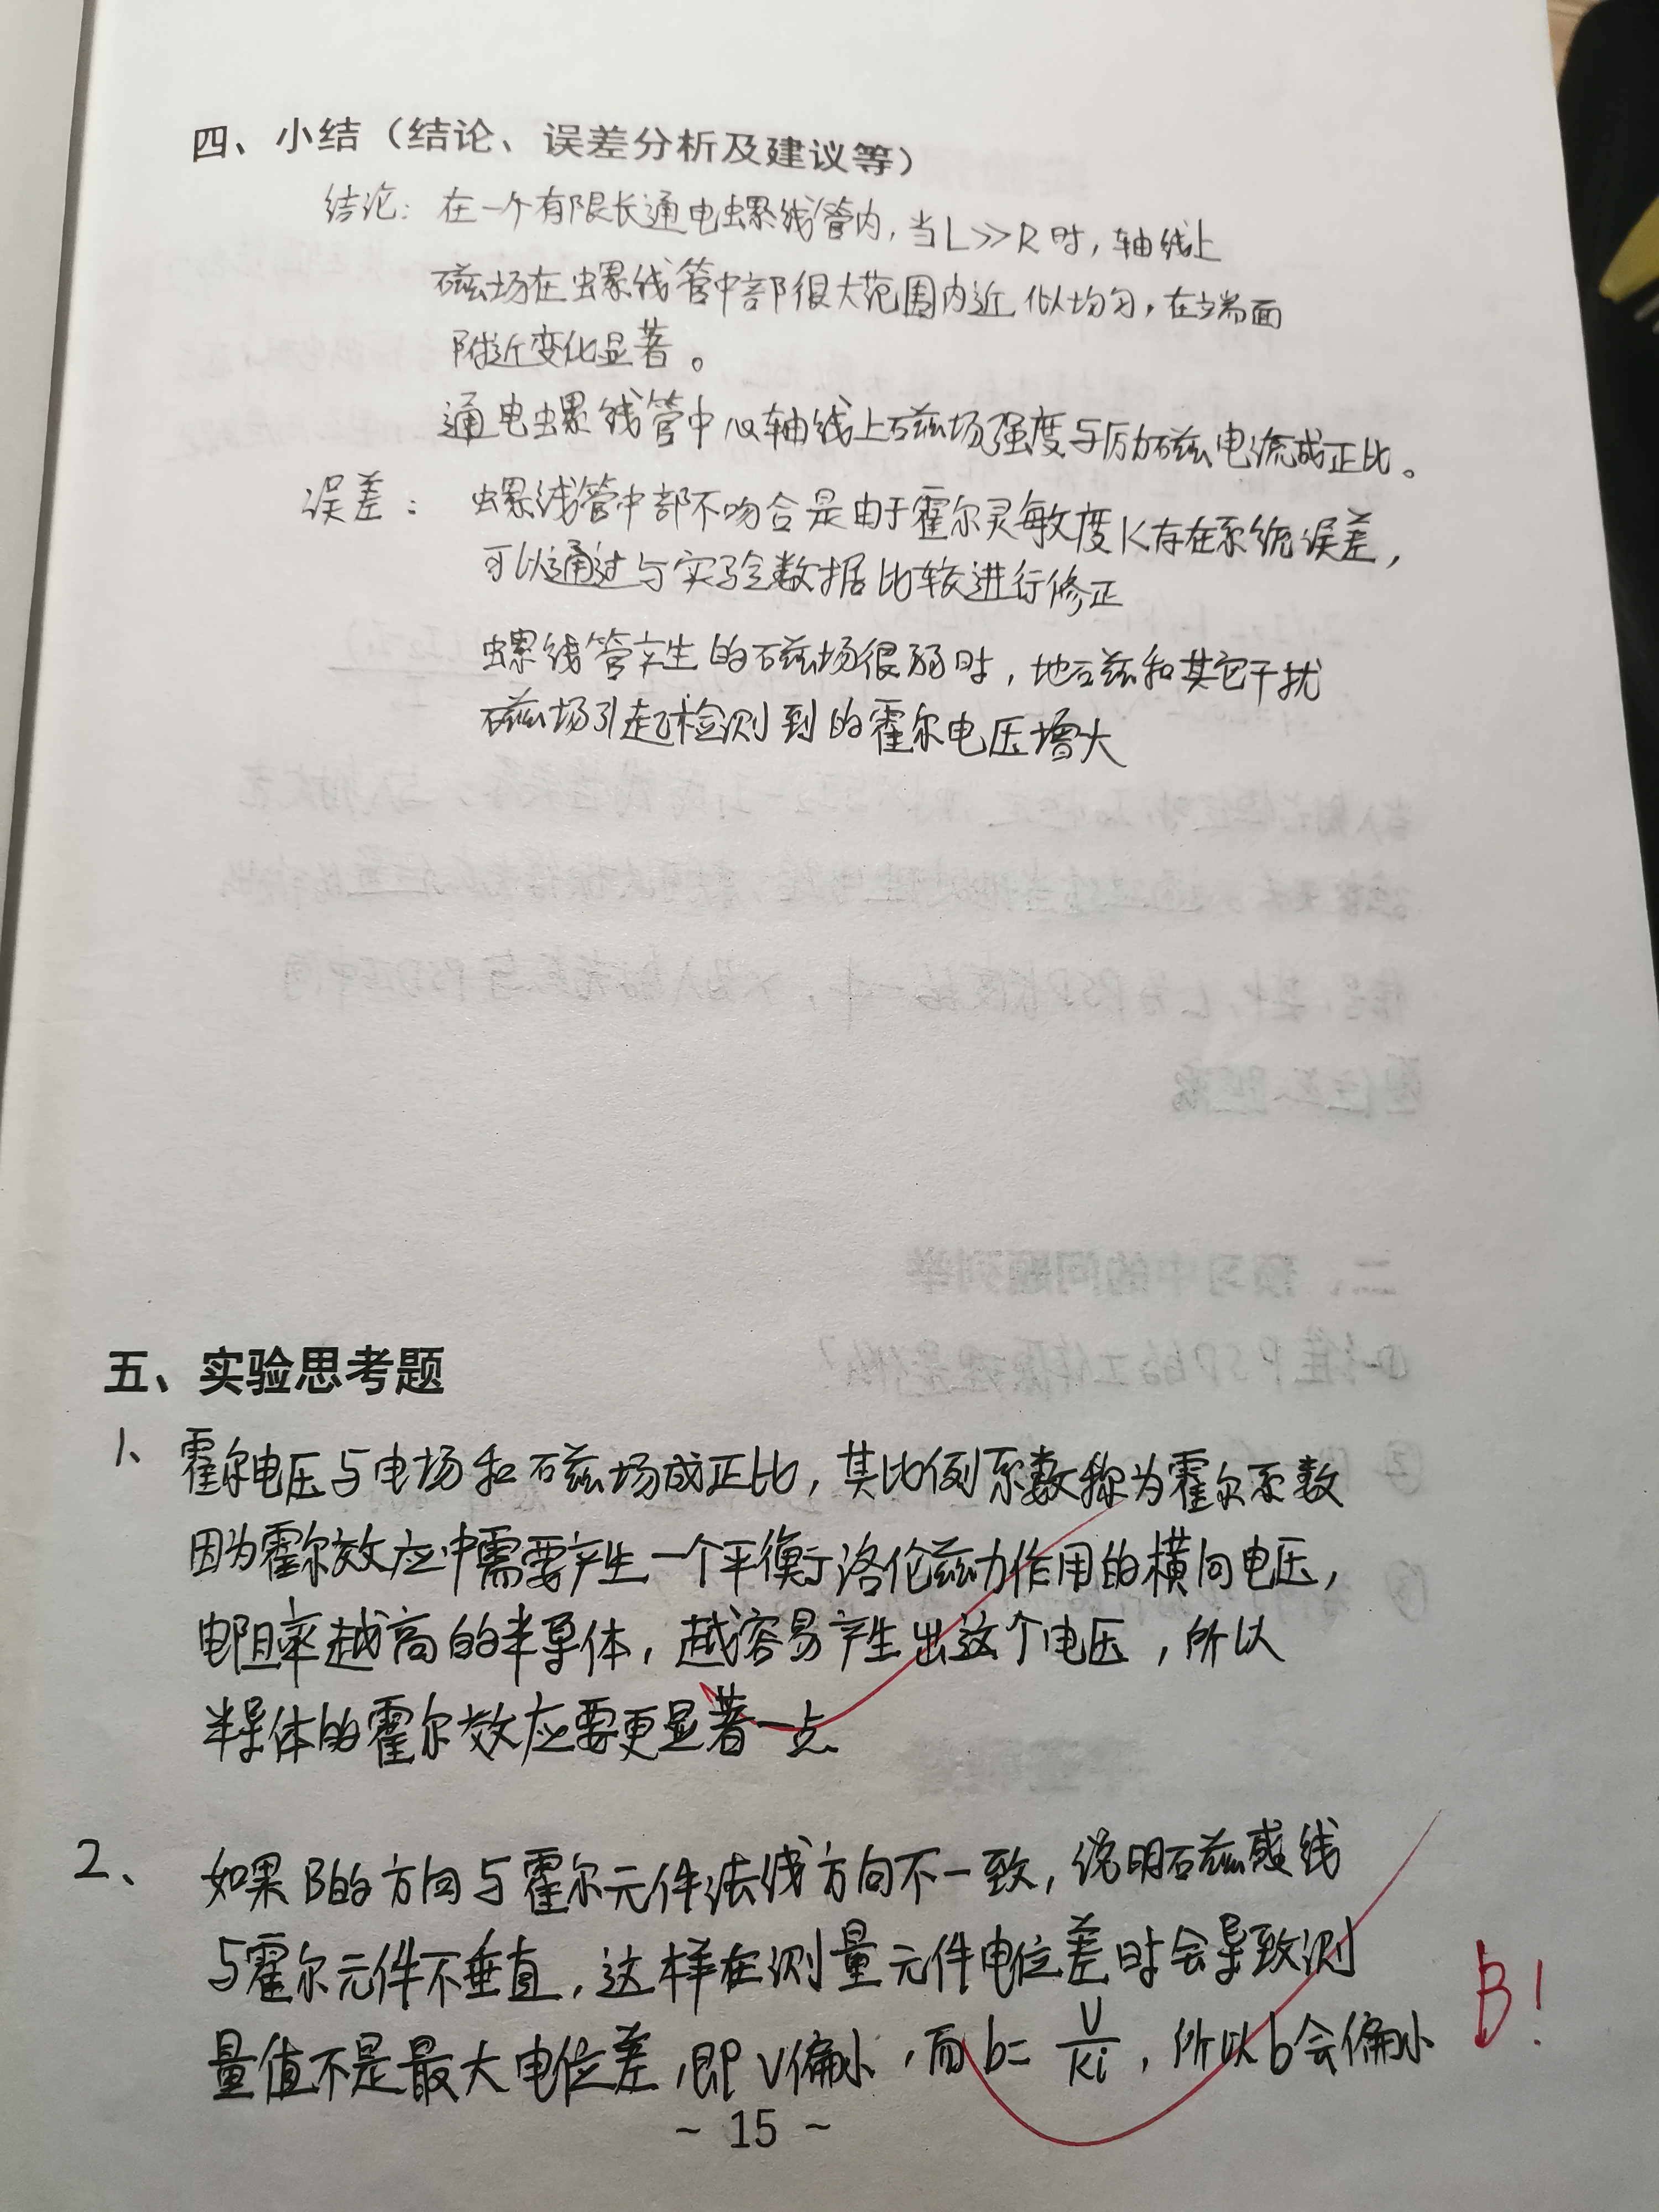 四、小结（结论、误差分析及建议等）
结论: 在一个有限长通电螺线管内,当L>>R时,轴线上
磁场在螺线管中部很大范围内近似均匀,在端面
附近变化显著。
通电螺线管中心轴线上磁场强度与励磁电流成正比。
误差: 螺线管中部不吻合是由于霍尔灵敏度K存在系统误差,
可以通过与实验数据比较进行修正
螺线管产生的磁场很弱时,地磁和其它干扰
磁场引起检测到的霍尔电压增大
五、实验思考题
1、霍尔电压与电场和磁场成正比,其比例系数称为霍尔系数
因为霍尔效应中需要产生一个平衡于洛伦兹力作用的横向电压,
电阻率越高的半导体,越容易产生出这个电压,所以
半导体的霍尔效应要更显著一点
2、如果B的方向与霍尔元件法线方向不一致,说明磁感线
与霍尔元件不垂直,这样在测量元件电位差时会导致测
量值不是最大电位差,即V偏小,而b=V/Ki,所以b会偏小
B!
~ 15 ~